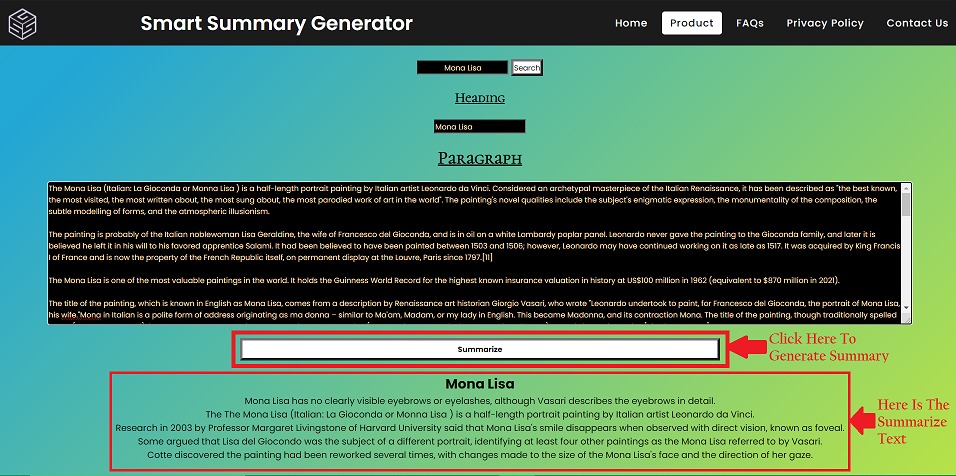 Smart Summary Generator
Home Product FAQs Privacy Policy Contact Us
Mona Lisa Search
Heading
Mona Lisa
Paragraph
The Mona Lisa (Italian: La Gioconda or Monna Lisa ) is a half-length portrait painting by Italian artist Leonardo da Vinci. Considered an archetypal masterpiece of the Italian Renaissance, it has been described as "the best known,
the most visited, the most written about, the most sung about, the most parodied work of art in the world". The painting's novel qualities include the subject's enigmatic expression, the monumentality of the composition, the
subtle modelling of forms, and the atmospheric illusionism.
The painting is probably of the Italian noblewoman Lisa Geraldine, the wife of Francesco del Gioconda, and is in oil on a white Lombardy poplar panel. Leonardo never gave the painting to the Gioconda family, and later it is
believed he left it in his will to his favored apprentice Salami. It had been believed to have been painted between 1503 and 1506; however, Leonardo may have continued working on it as late as 1517. It was acquired by King Francis
I of France and is now the property of the French Republic itself, on permanent display at the Louvre, Paris since 1797.[11]
The Mona Lisa is one of the most valuable paintings in the world. It holds the Guinness World Record for the highest known insurance valuation in history at US$100 million in 1962 (equivalent to $870 million in 2021).
The title of the painting, which is known in English as Mona Lisa, comes from a description by Renaissance art historian Giorgio Vasari, who wrote "Leonardo undertook to paint, for Francesco del Gioconda, the portrait of Mona Lisa,
his wife."Mona in Italian is a polite form of address originating as ma donna – similar to Ma'am, Madam, or my lady in English. This became Madonna, and its contraction Mona. The title of the painting, though traditionally spelled
Summarize
Click Here To
Generate Summary
Mona Lisa
Mona Lisa has no clearly visible eyebrows or eyelashes, although Vasari describes the eyebrows in detail.
The The Mona Lisa (Italian: La Gioconda or Monna Lisa ) is a half-length portrait painting by Italian artist Leonardo da Vinci.
Research in 2003 by Professor Margaret Livingstone of Harvard University said that Mona Lisa's smile disappears when observed with direct vision, known as foveal.
Some argued that Lisa del Giocondo was the subject of a different portrait, identifying at least four other paintings as the Mona Lisa referred to by Vasari.
Cotte discovered the painting had been reworked several times, with changes made to the size of the Mona Lisa's face and the direction of her gaze.
Here Is The
Summarize
Text